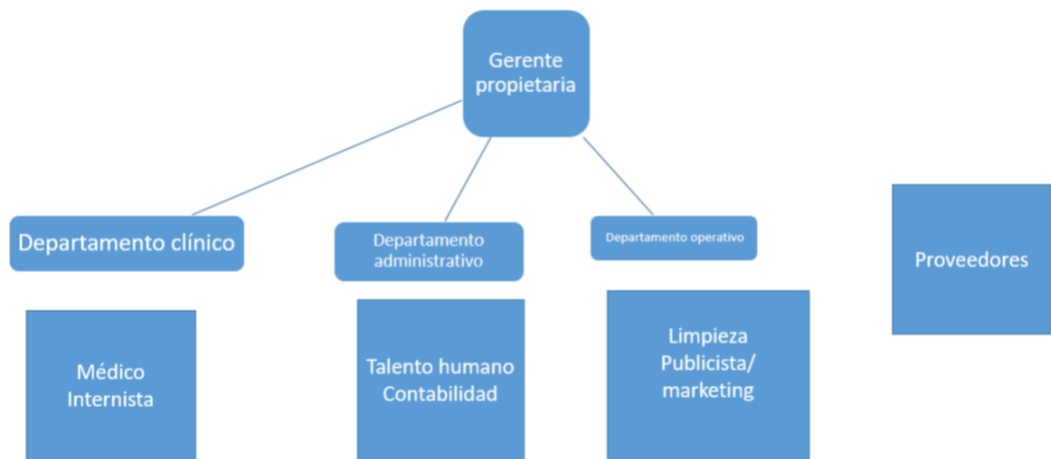 Gerente
propietaria
Departamento clínico
Departamento
administrativo
Departamento operativo
Proveedores
Médico
Internista
Talento humano
Contabilidad
Limpieza
Publicista/
marketing